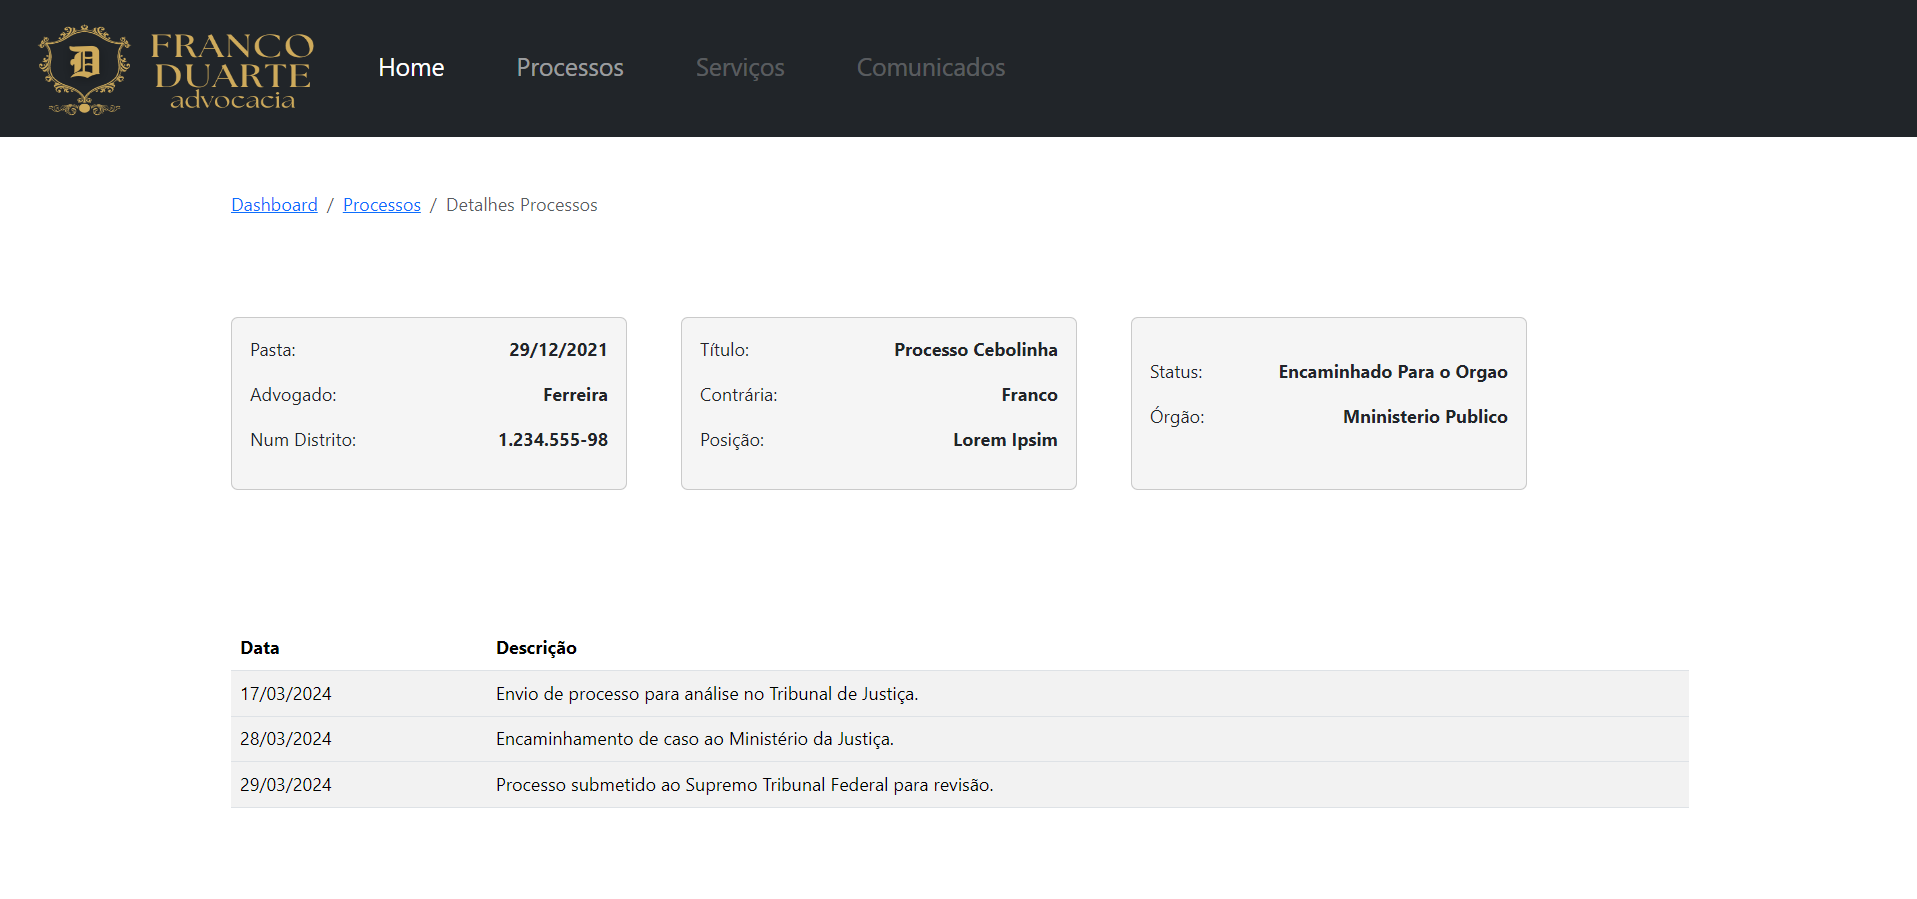 D
FRANCO
DUARTE
advocacia
Home
Processos
Serviços
Comunicados
Dashboard / Processos / Detalhes Processos
Pasta: 29/12/2021
Advogado: Ferreira
Num Distrito: 1.234.555-98
Título: Processo Cebolinha
Contrária: Franco
Posição: Lorem Ipsim
Status: Encaminhado Para o Orgao
Órgão: Mninisterio Publico
Data Descrição
17/03/2024 Envio de processo para análise no Tribunal de Justiça.
28/03/2024 Encaminhamento de caso ao Ministério da Justiça.
29/03/2024 Processo submetido ao Supremo Tribunal Federal para revisão.